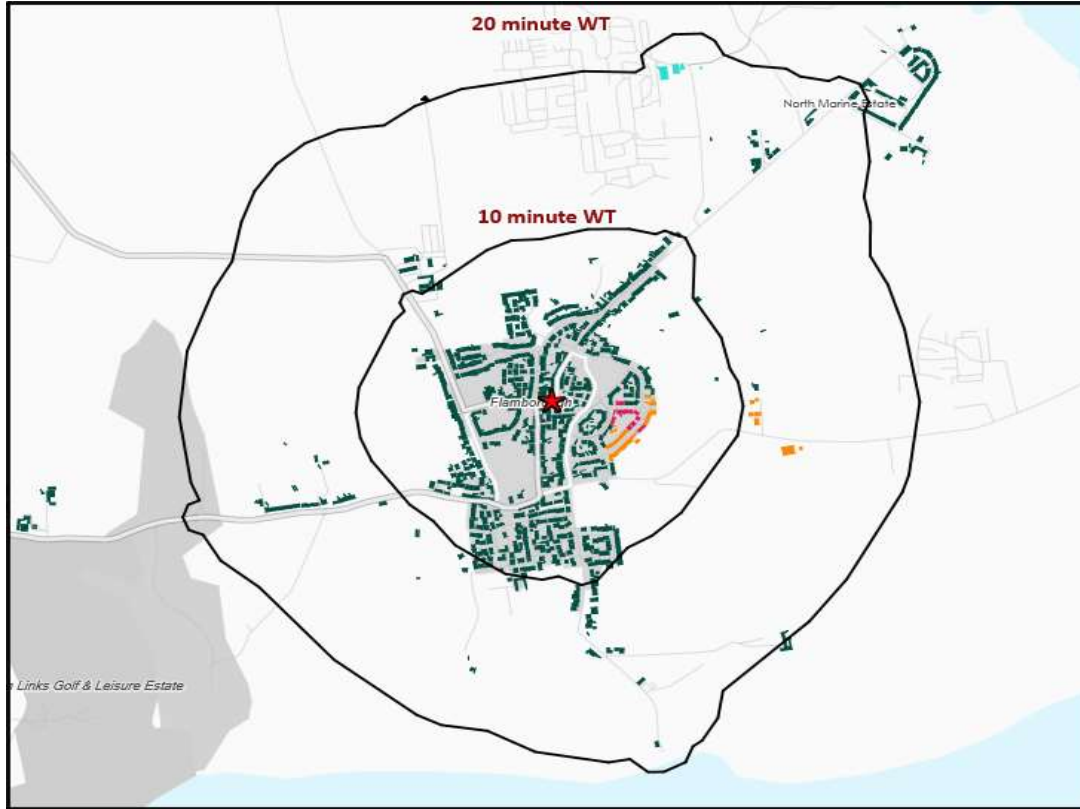 20 minute WT
North Marine Estate
10 minute WT
Flamborough
Links Golf & Leisure Estate